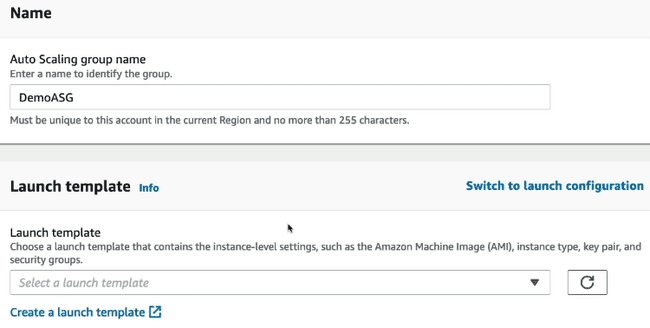 Name
Auto Scaling group name
Enter a name to identify the group.
DemoASG
Must be unique to this account in the current Region and no more than 255 characters.
Launch template Info Switch to launch configuration
Launch template
Choose a launch template that contains the instance-level settings, such as the Amazon Machine Image (AMI), instance type, key pair, and
security groups.
Select a launch template
Create a launch template